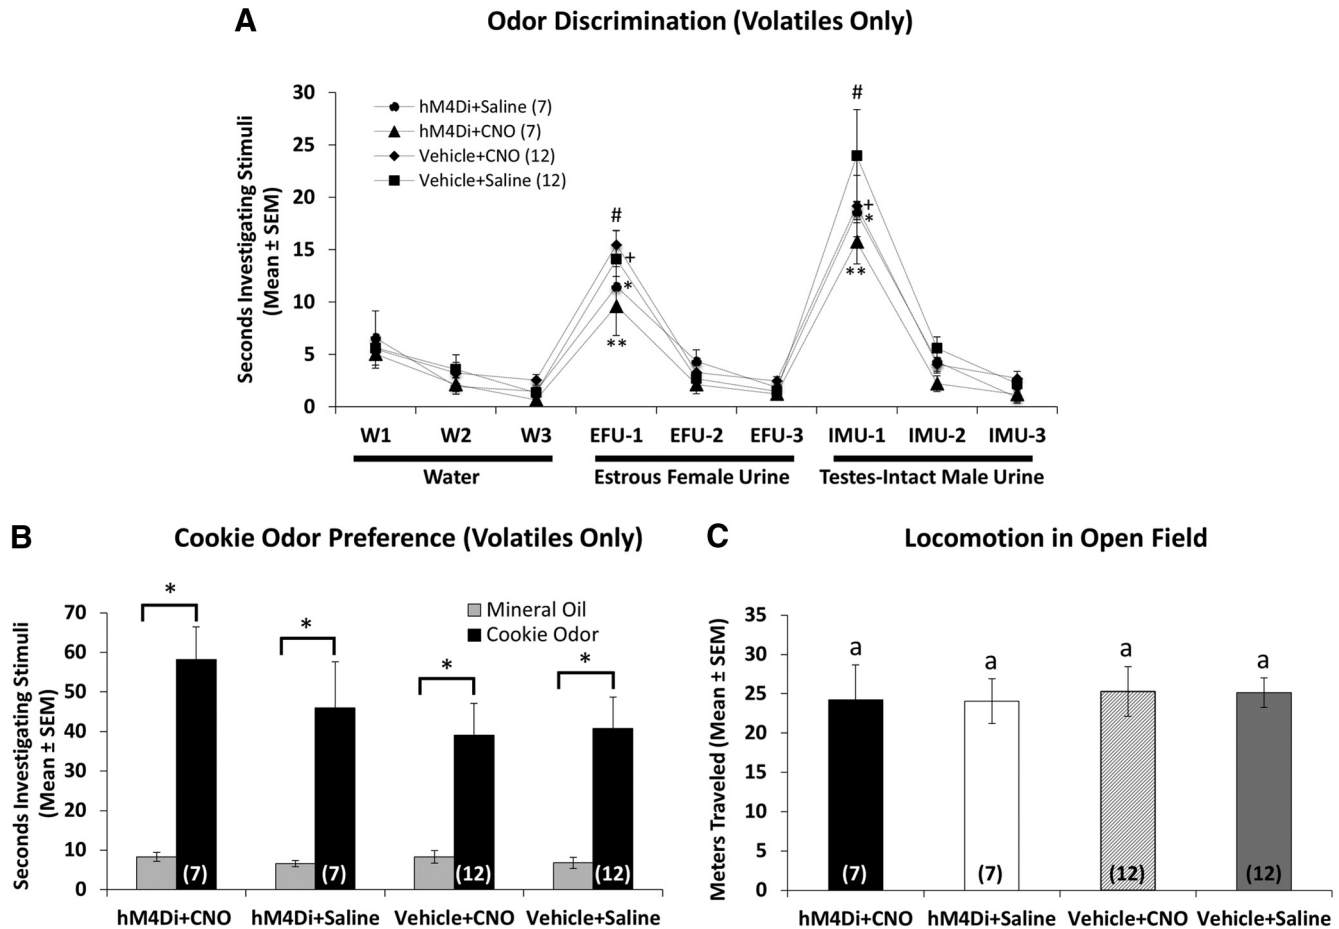 A
Odor Discrimination (Volatiles Only)
Seconds Investigating Stimuli
(Mean ± SEM)
30
25
20
15
10
5
0
hM4Di+Saline (7)
hM4Di+CNO (7)
Vehicle+CNO (12)
Vehicle+Saline (12)
#
+
*
**
#
+
*
**
W1 W2 W3 EFU-1 EFU-2 EFU-3 IMU-1 IMU-2 IMU-3
Water Estrous Female Urine Testes-Intact Male Urine
B
Cookie Odor Preference (Volatiles Only)
Seconds Investigating Stimuli
(Mean ± SEM)
70
60
50
40
30
20
10
0
Mineral Oil
Cookie Odor
* * * *
(7) (7) (12) (12)
hM4Di+CNO hM4Di+Saline Vehicle+CNO Vehicle+Saline
C
Locomotion in Open Field
Meters Traveled (Mean ± SEM)
35
30
25
20
15
10
5
0
a a a a
(7) (7) (12) (12)
hM4Di+CNO hM4Di+Saline Vehicle+CNO Vehicle+Saline